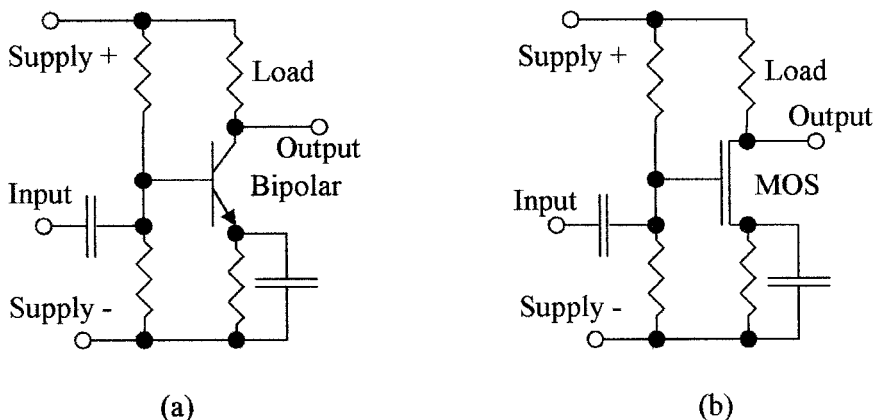 Supply +
Load
Output
Bipolar
Input
Supply -
(a)
Supply +
Load
Output
MOS
Input
Supply -
(b)